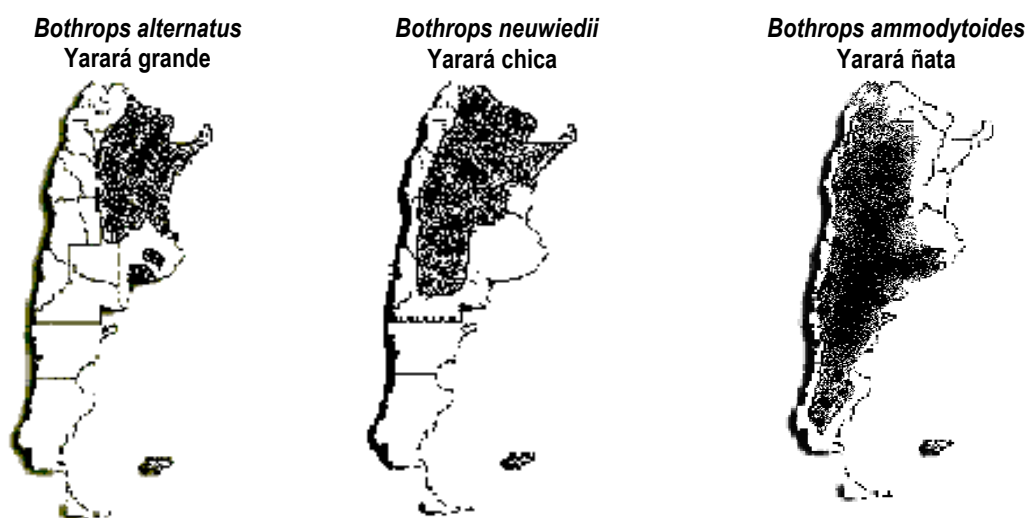 Bothrops alternatus
Yarará grande
Bothrops neuwiedii
Yarará chica
Bothrops ammodytoides
Yarará ñata